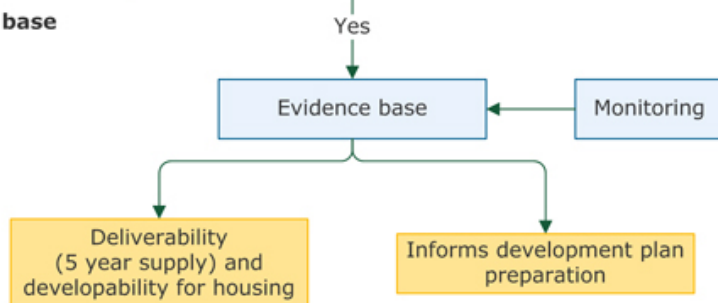 base
Yes
Evidence base
Monitoring
Deliverability
(5 year supply) and
developability for housing
Informs development plan
preparation